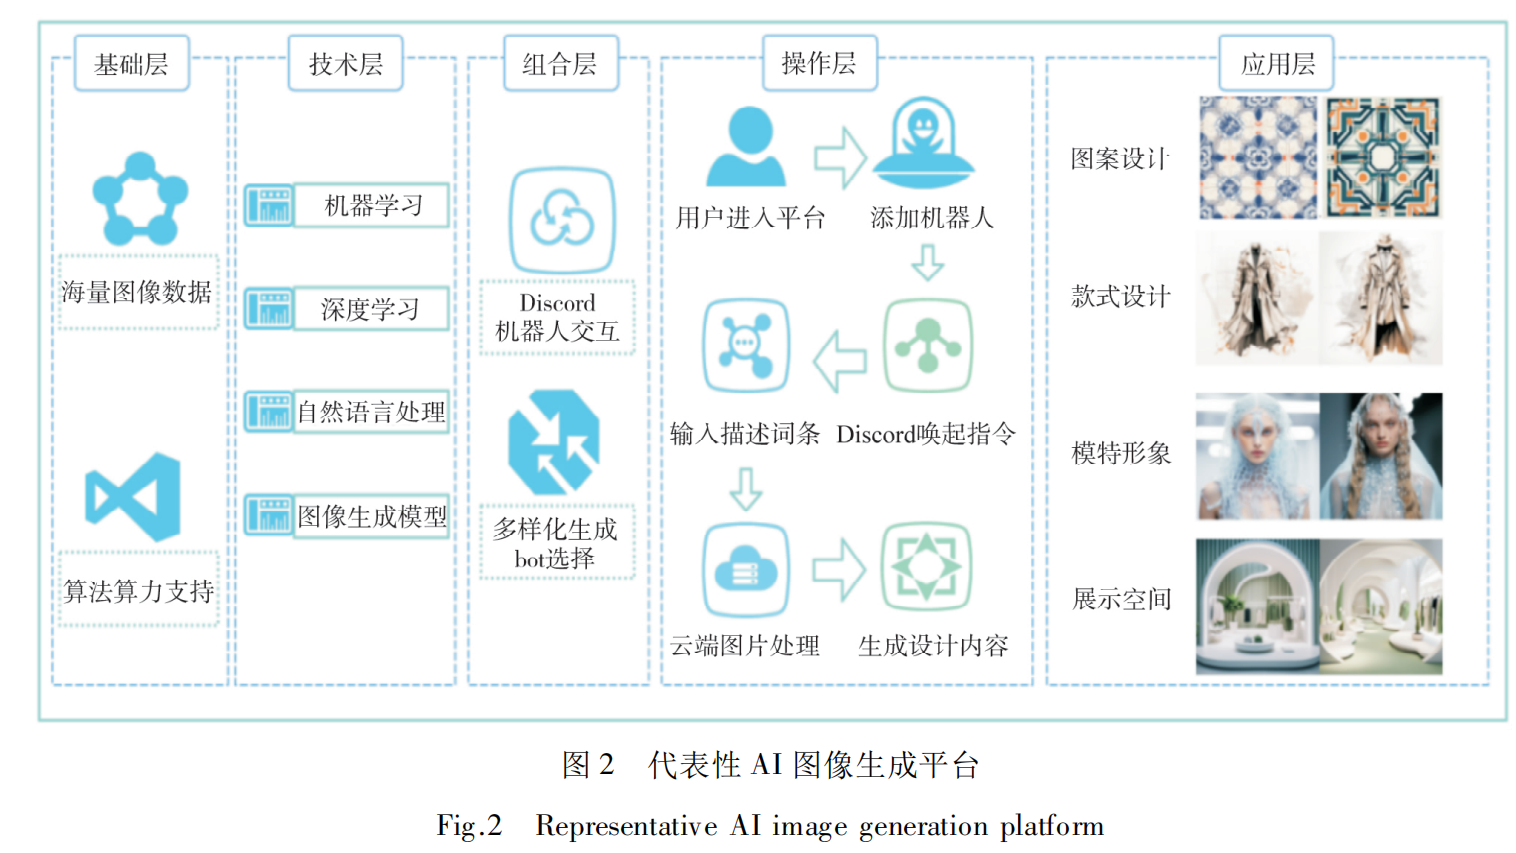 基础层
海量图像数据
算法算力支持
技术层
机器学习
深度学习
自然语言处理
图像生成模型
组合层
Discord
机器人交互
多样化生成
bot选择
操作层
用户进入平台
添加机器人
输入描述词条
Discord唤起指令
云端图片处理
生成设计内容
应用层
图案设计
款式设计
模特形象
展示空间
图 2 代表性 AI 图像生成平台
Fig.2 Representative AI image generation platform